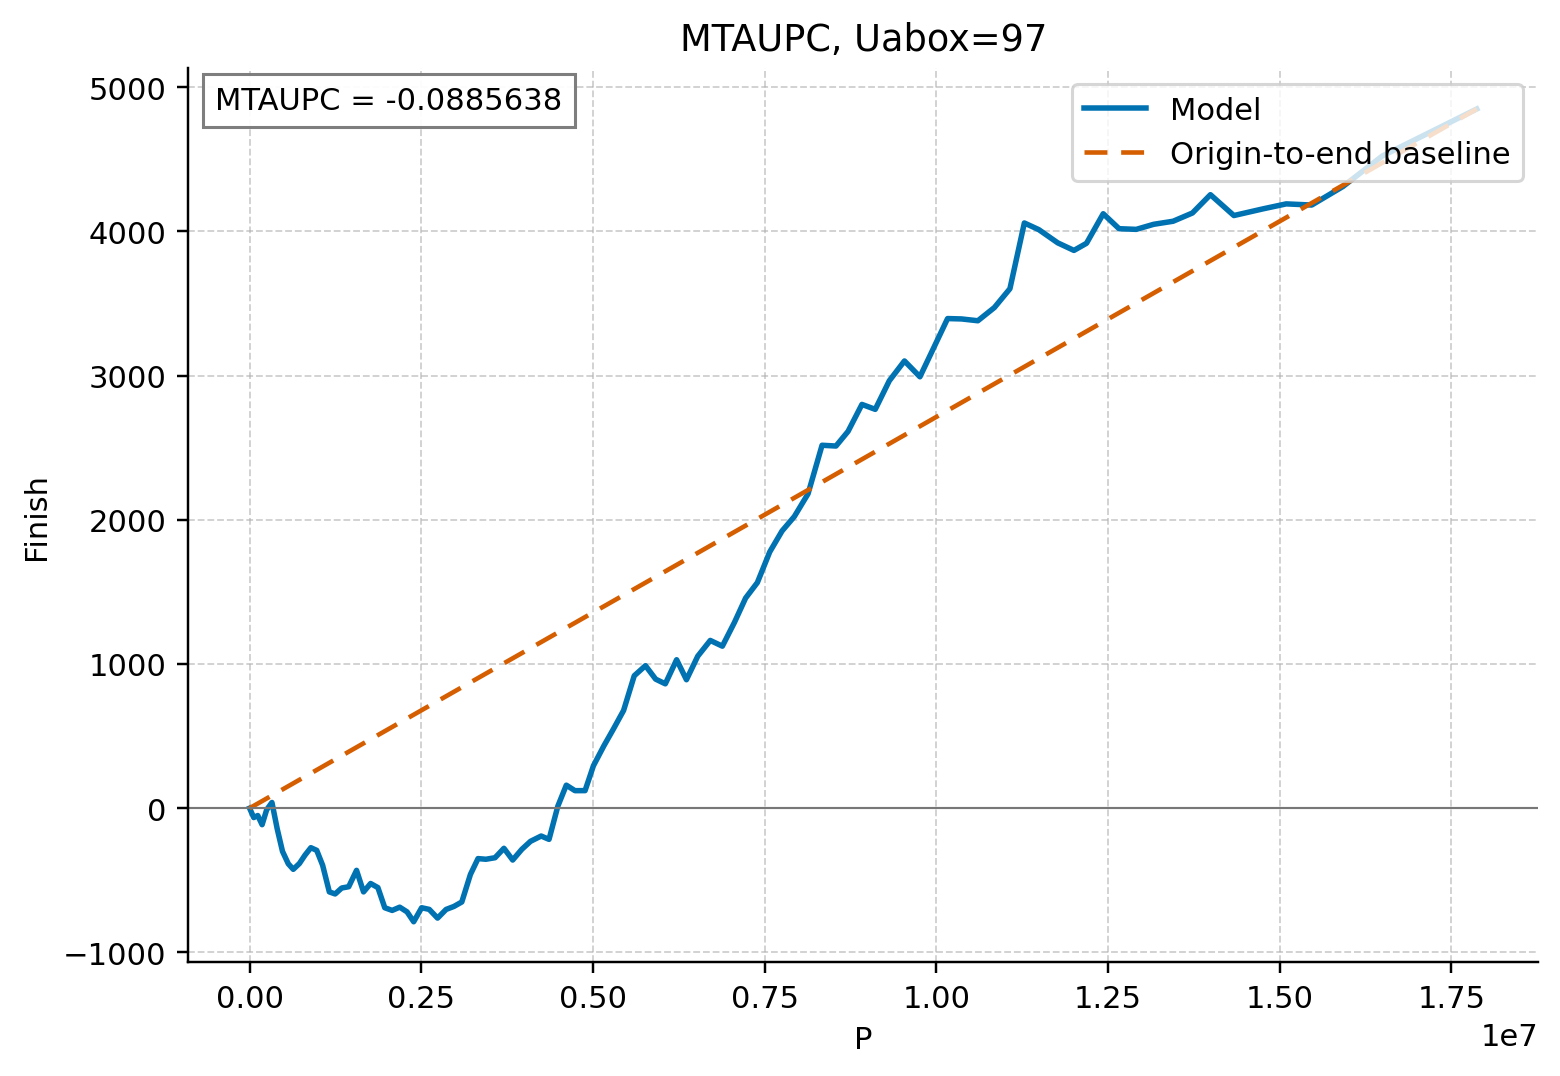 MTAUPC, Uabox=97
MTAUPC = -0.0885638
Model
Origin-to-end baseline
Finish
5000
4000
3000
2000
1000
0
−1000
0.00 0.25 0.50 0.75 1.00 1.25 1.50 1.75
1e7
P